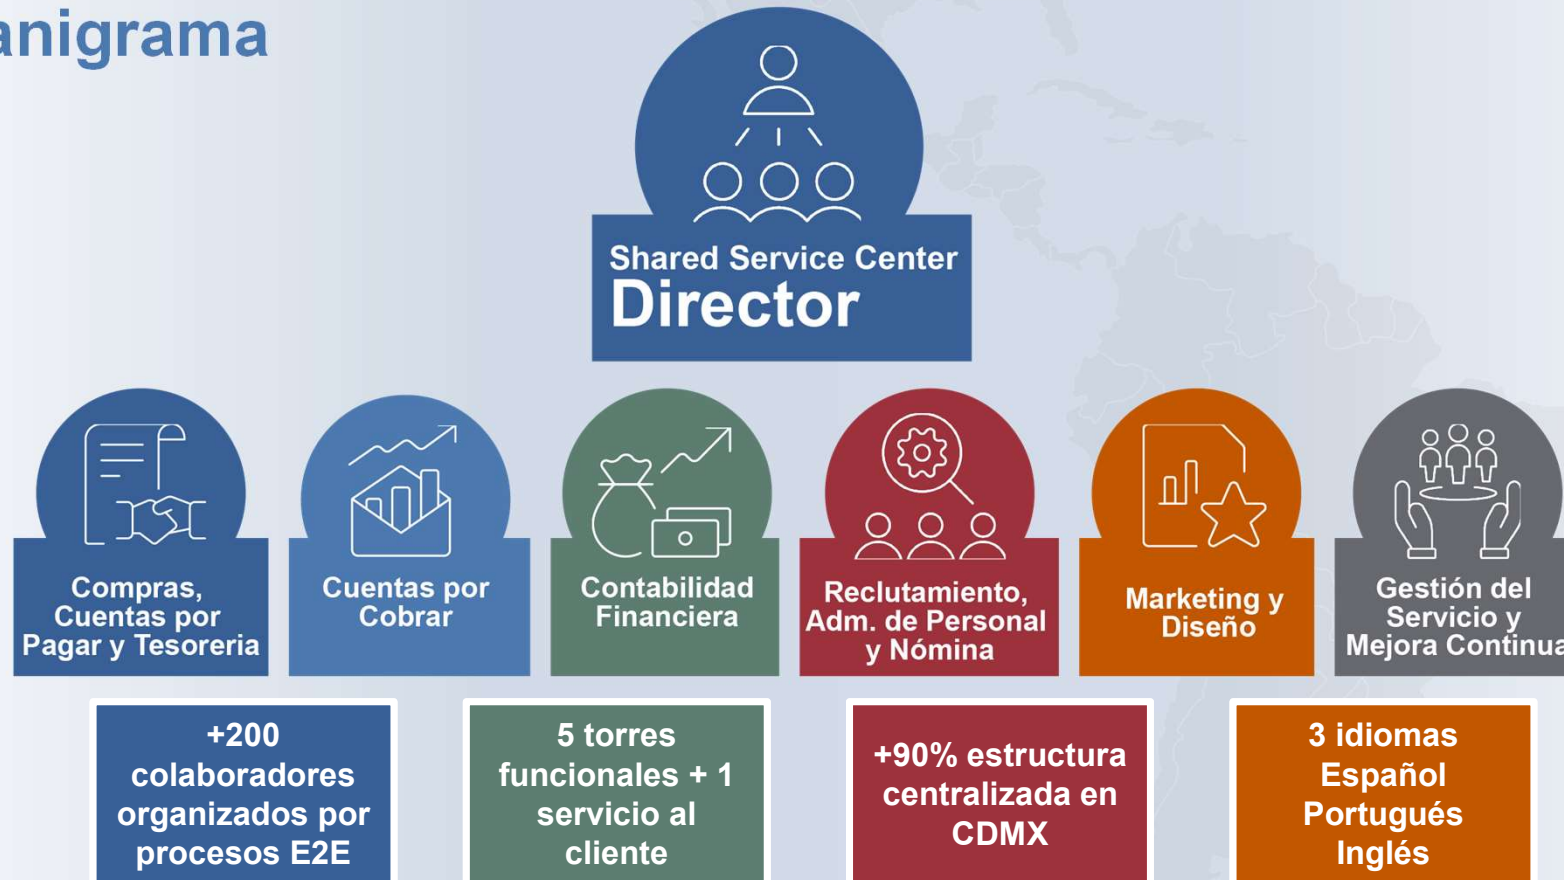 anigrama
Shared Service Center
Director
Compras,
Cuentas por
Pagar y Tesoreria
Cuentas por
Cobrar
Contabilidad
Financiera
Reclutamiento,
Adm. de Personal
y Nómina
Marketing y
Diseño
Gestión del
Servicio y
Mejora Continua
+200
colaboradores
organizados por
procesos E2E
5 torres
funcionales + 1
servicio al
cliente
+90% estructura
centralizada en
CDMX
3 idiomas
Español
Portugués
Inglés